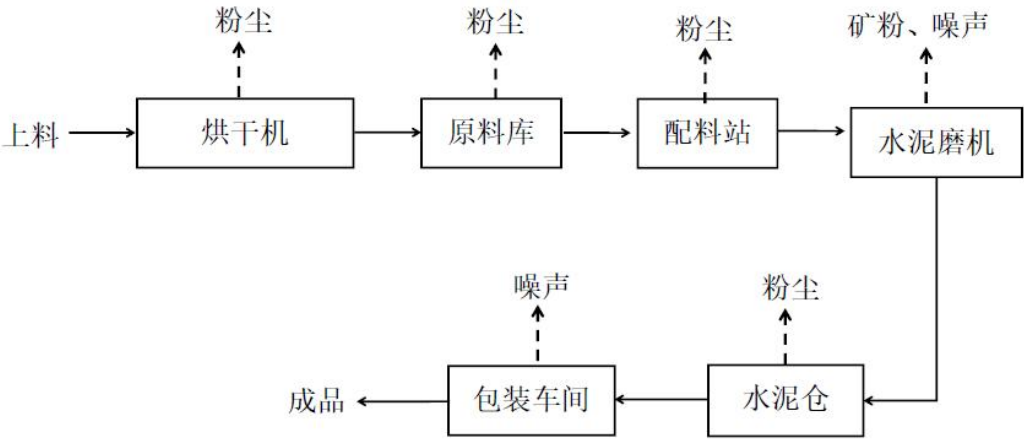 粉尘
粉尘
粉尘
矿粉、噪声
上料
烘干机
原料库
配料站
水泥磨机
噪声
粉尘
成品
包装车间
水泥仓